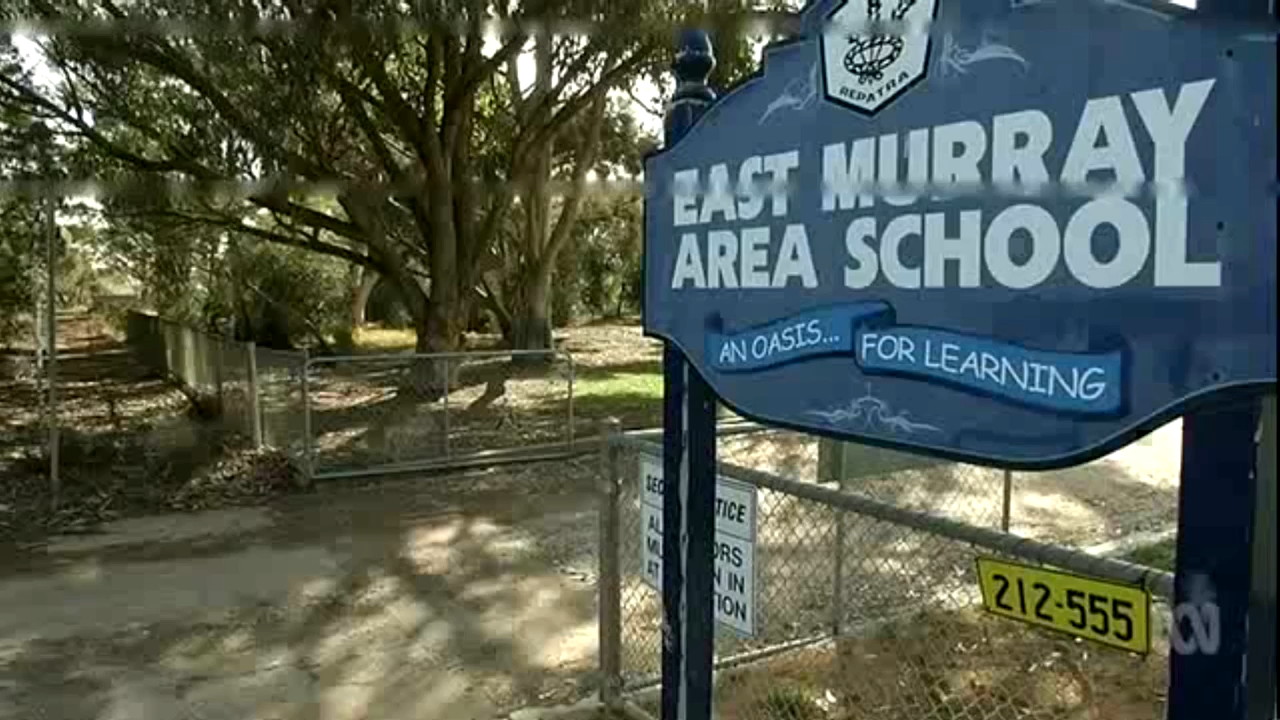 REPATRA
EAST MURRAY
AREA SCHOOL
AN OASIS...
FOR LEARNING
212-555